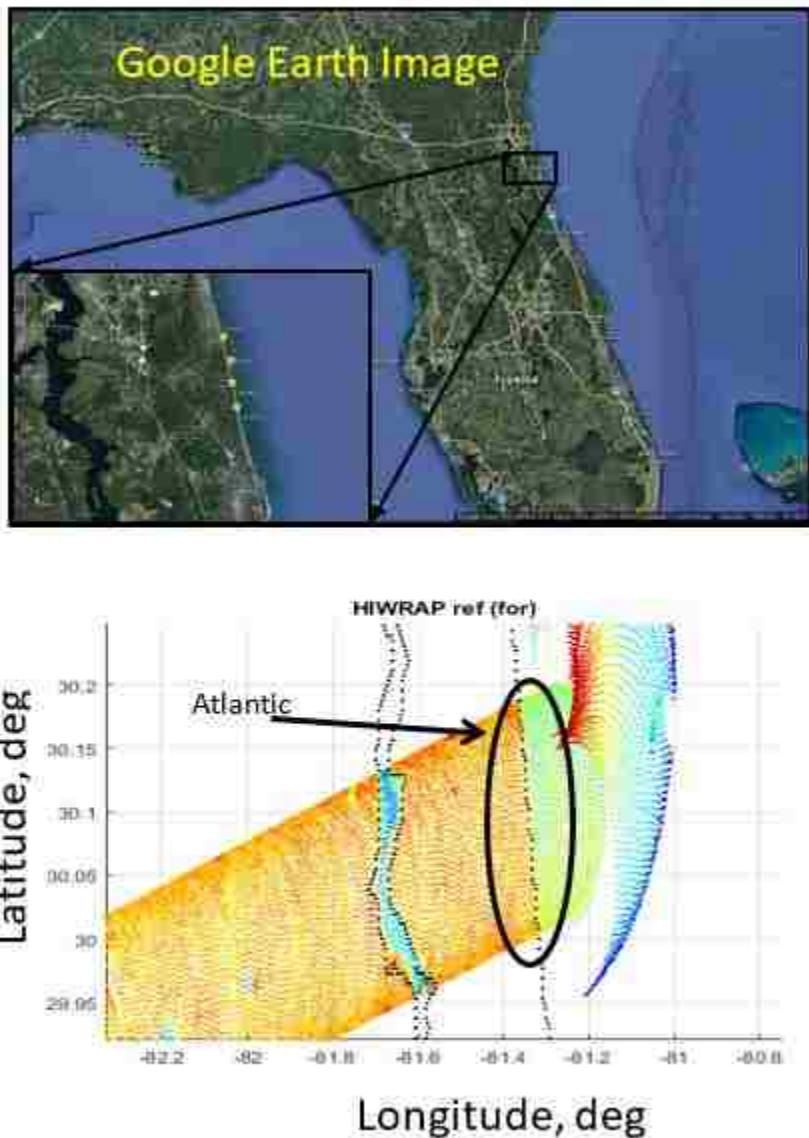 Google Earth Image
Florida
HIWRAP ref (for)
Atlantic
Latitude, deg
30.2
30.15
30.1
30.05
30
29.95
-82.2 -82 -81.8 -81.6 -81.4 -81.2 -81 -80.8
Longitude, deg